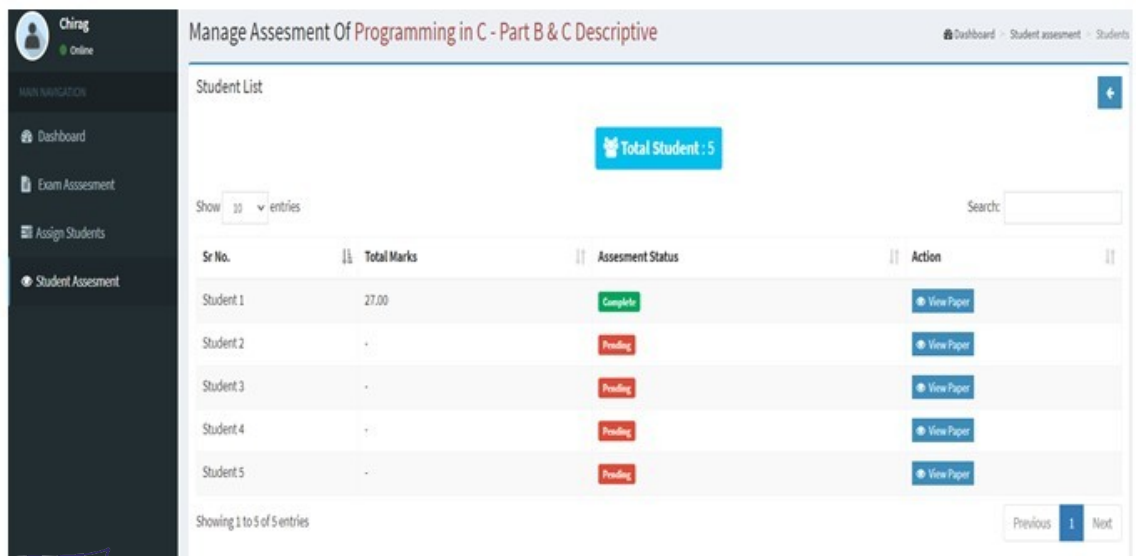 Chirag
Online
MAIN NAVIGATION
Dashboard
Exam Asssesment
Assign Students
Student Assesment
Manage Assesment Of Programming in C - Part B & C Descriptive
Dashboard > Student assesment > Students
Student List
Total Student : 5
Show 10 entries
Search:
Sr No. Total Marks Assesment Status Action
Student 1 27.00 Complete View Paper
Student 2 - Pending View Paper
Student 3 - Pending View Paper
Student 4 - Pending View Paper
Student 5 - Pending View Paper
Showing 1 to 5 of 5 entries
Previous 1 Next